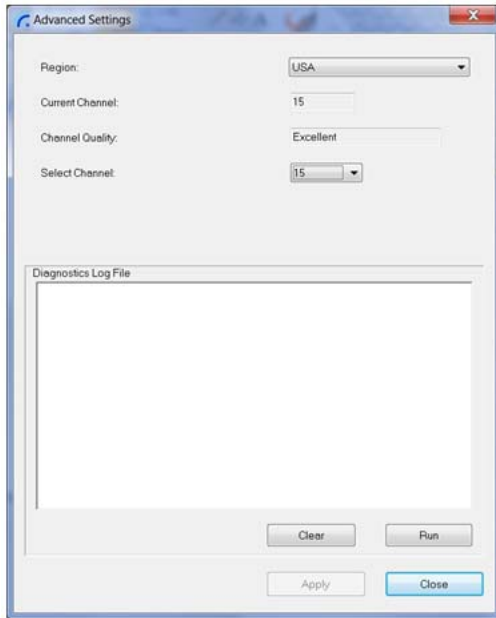 Advanced Settings
Region: USA
Current Channel: 15
Channel Quality: Excellent
Select Channel: 15
Diagnostics Log File
Clear Run
Apply Close